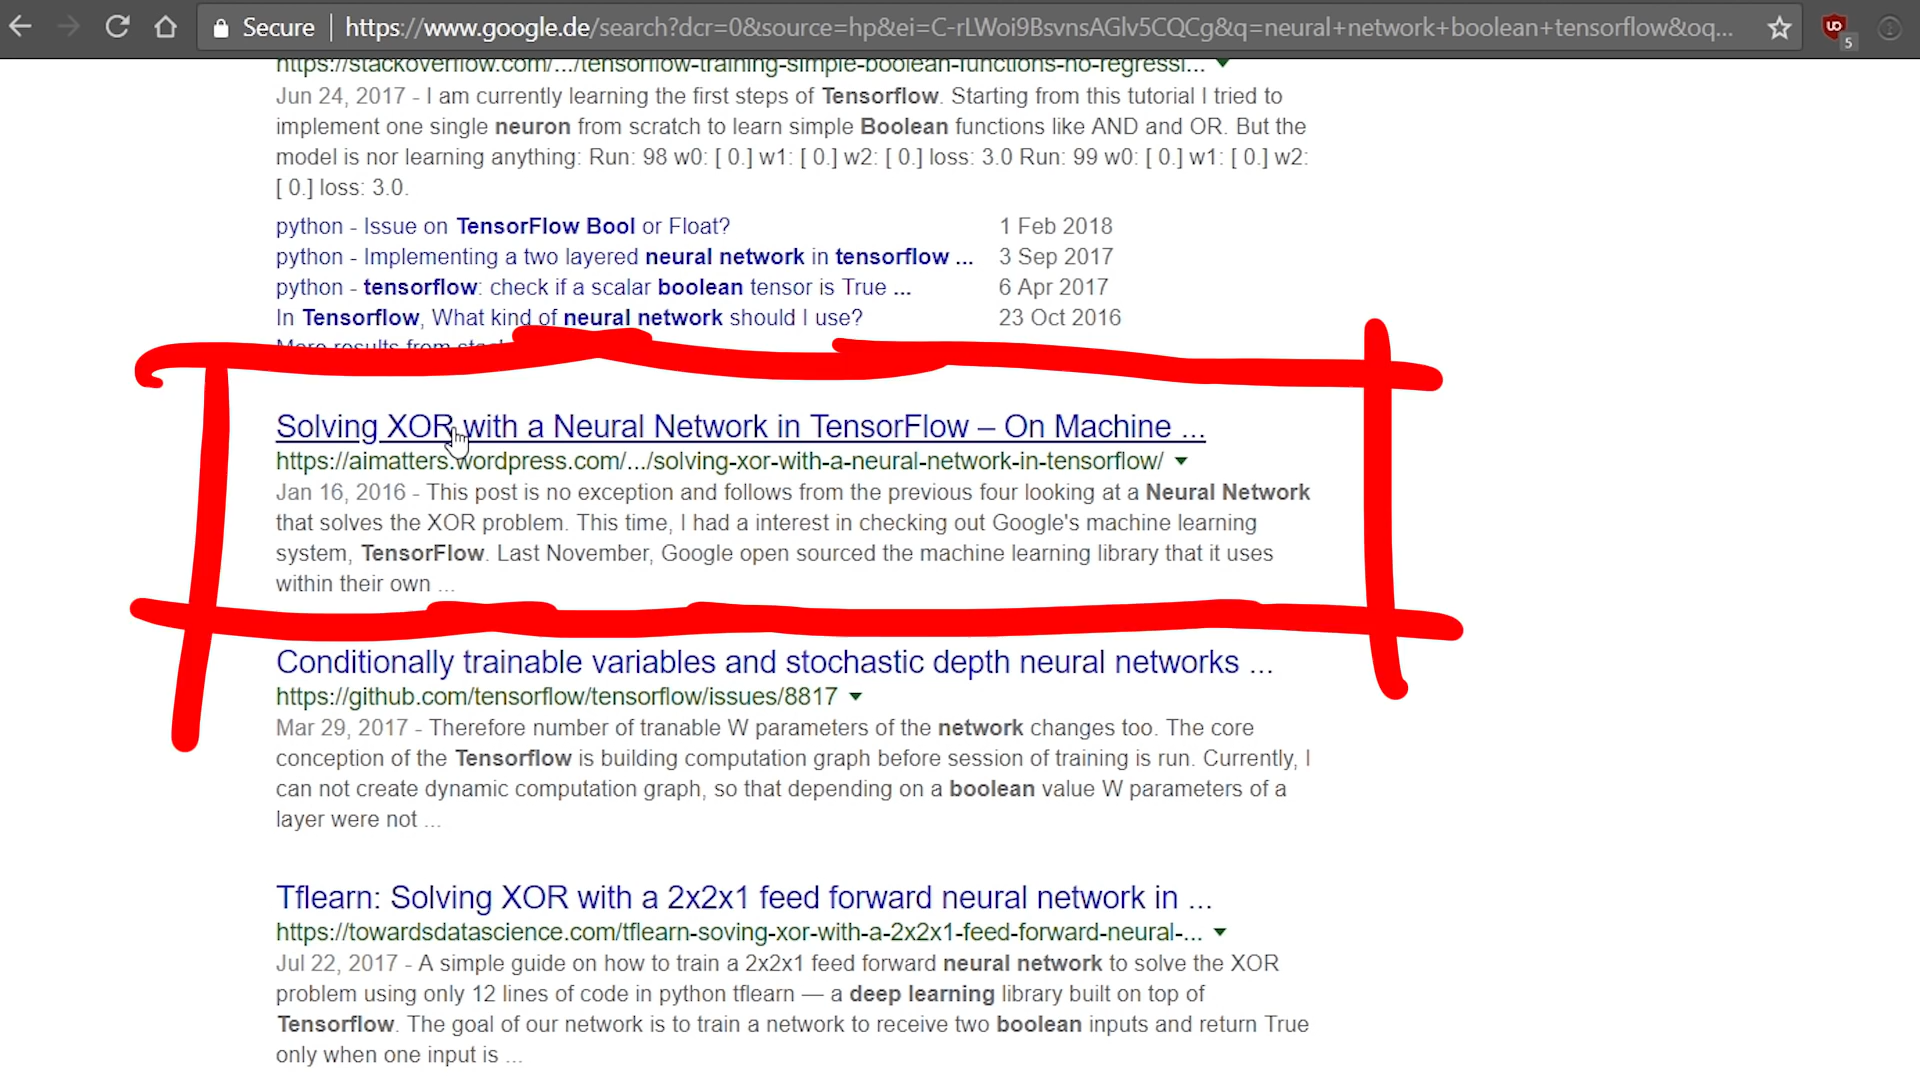 Secure https://www.google.de/search?dcr=0&source=hp&ei=C-rLWoi9BsvnsAGlv5CQCg&q=neural+network+boolean+tensorflow&oq...
5
https://stackoverflow.com/.../tensorflow-training-simple-boolean-functions-no-regressi...
Jun 24, 2017 - I am currently learning the first steps of Tensorflow. Starting from this tutorial I tried to
implement one single neuron from scratch to learn simple Boolean functions like AND and OR. But the
model is nor learning anything: Run: 98 w0: [ 0.] w1: [ 0.] w2: [ 0.] loss: 3.0 Run: 99 w0: [ 0.] w1: [ 0.] w2:
[ 0.] loss: 3.0.
python - Issue on TensorFlow Bool or Float? 1 Feb 2018
python - Implementing a two layered neural network in tensorflow ... 3 Sep 2017
python - tensorflow: check if a scalar boolean tensor is True ... 6 Apr 2017
In Tensorflow, What kind of neural network should I use? 23 Oct 2016
More results from
Solving XOR with a Neural Network in TensorFlow – On Machine ...
https://aimatters.wordpress.com/.../solving-xor-with-a-neural-network-in-tensorflow/
Jan 16, 2016 - This post is no exception and follows from the previous four looking at a Neural Network
that solves the XOR problem. This time, I had a interest in checking out Google's machine learning
system, TensorFlow. Last November, Google open sourced the machine learning library that it uses
within their own ...
Conditionally trainable variables and stochastic depth neural networks ...
https://github.com/tensorflow/tensorflow/issues/8817
Mar 29, 2017 - Therefore number of tranable W parameters of the network changes too. The core
conception of the Tensorflow is building computation graph before session of training is run. Currently, I
can not create dynamic computation graph, so that depending on a boolean value W parameters of a
layer were not ...
Tflearn: Solving XOR with a 2x2x1 feed forward neural network in ...
https://towardsdatascience.com/tflearn-soving-xor-with-a-2x2x1-feed-forward-neural-...
Jul 22, 2017 - A simple guide on how to train a 2x2x1 feed forward neural network to solve the XOR
problem using only 12 lines of code in python tflearn — a deep learning library built on top of
Tensorflow. The goal of our network is to train a network to receive two boolean inputs and return True
only when one input is ...